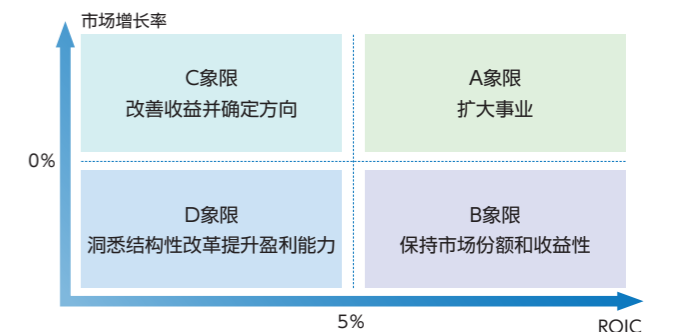 市场增长率
C象限
改善收益并确定方向
A象限
扩大事业
0%
D象限
洞悉结构性改革提升盈利能力
B象限
保持市场份额和收益性
5%
ROIC